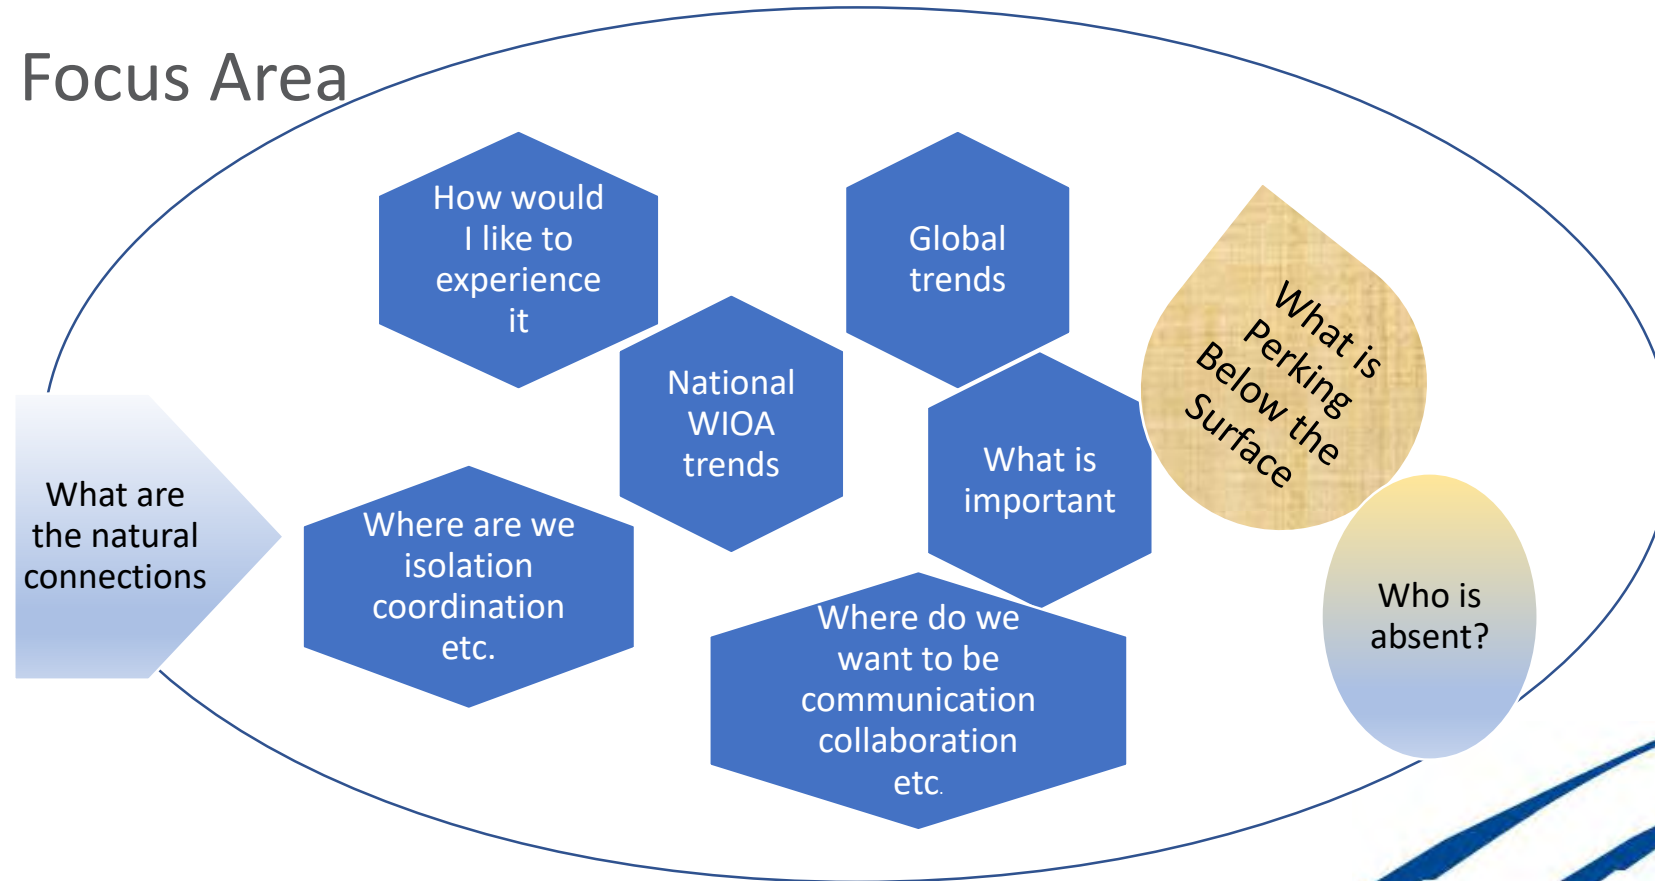 Focus Area
How would
I like to
experience
it
Global
trends
What is
Perking
Below the
Surface
National
WIOA
trends
What is
important
What are
the natural
connections
Where are we
isolation
coordination
etc.
Where do we
want to be
communication
collaboration
etc.
Who is
absent?